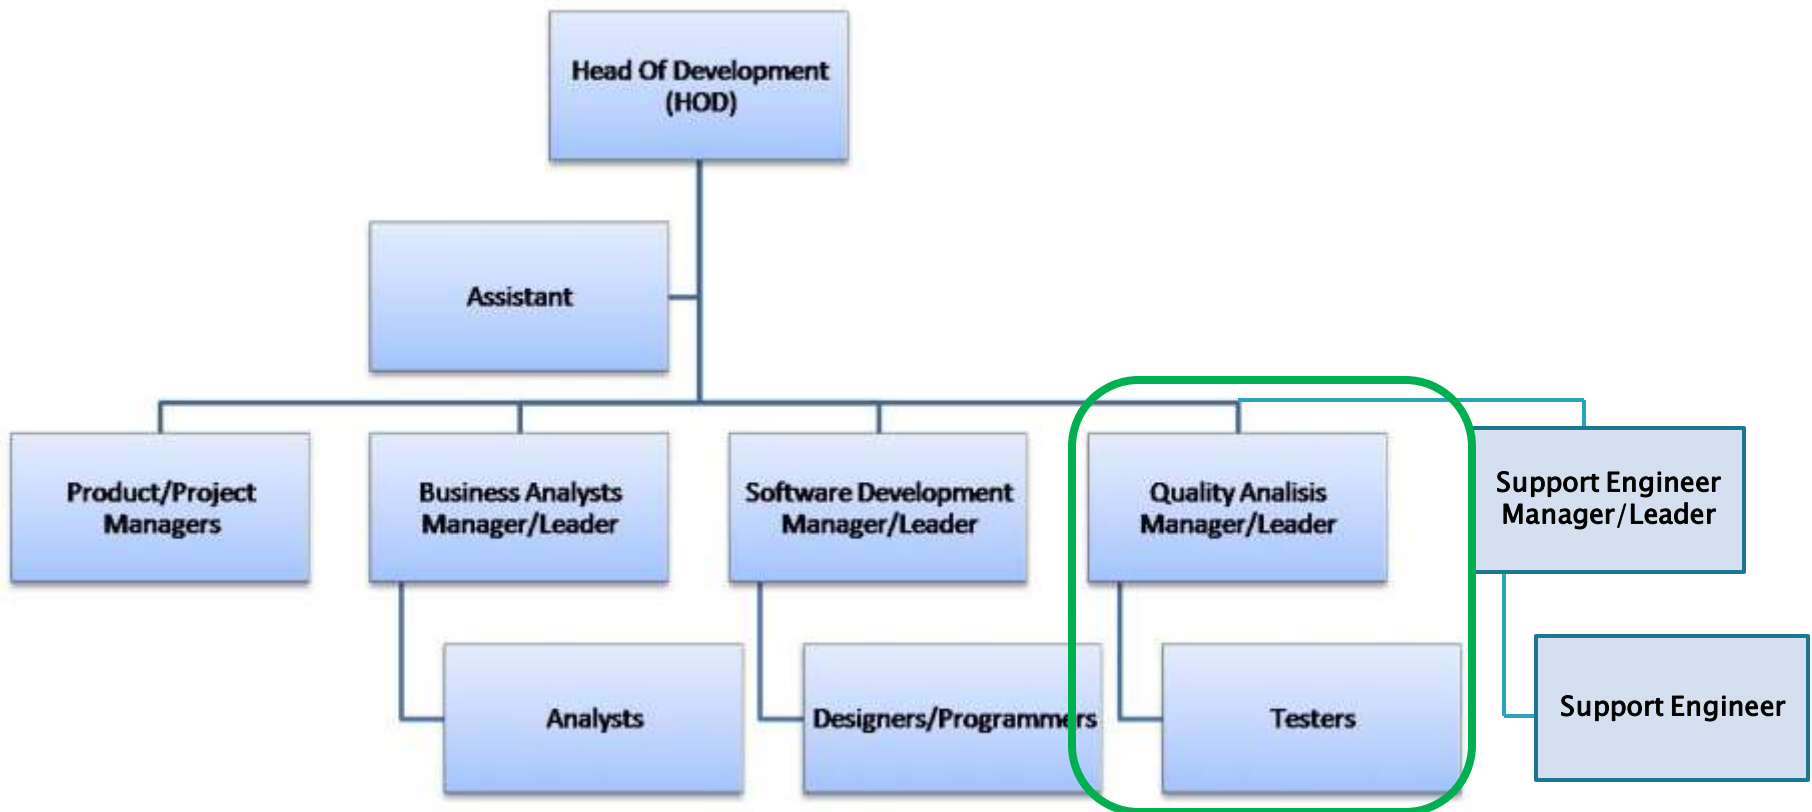 Head Of Development
(HOD)
Assistant
Product/Project
Managers
Business Analysts
Manager/Leader
Software Development
Manager/Leader
Quality Analisis
Manager/Leader
Support Engineer
Manager/Leader
Analysts
Designers/Programmers
Testers
Support Engineer